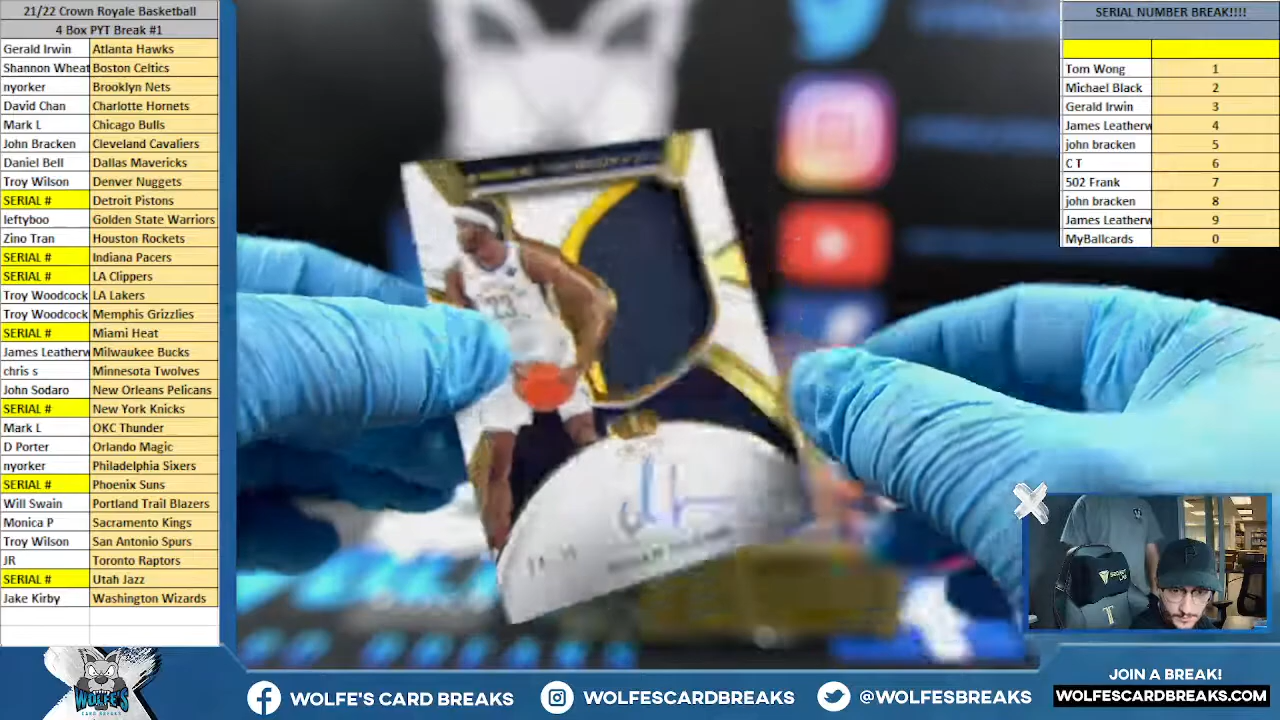 21/22 Crown Royale Basketball
4 Box PYT Break #1
Gerald Irwin Atlanta Hawks
Shannon Wheat Boston Celtics
nyorker Brooklyn Nets
David Chan Charlotte Hornets
Mark L Chicago Bulls
John Bracken Cleveland Cavaliers
Daniel Bell Dallas Mavericks
Troy Wilson Denver Nuggets
SERIAL # Detroit Pistons
leftyboo Golden State Warriors
Zino Tran Houston Rockets
SERIAL # Indiana Pacers
SERIAL # LA Clippers
Troy Woodcock LA Lakers
Troy Woodcock Memphis Grizzlies
SERIAL # Miami Heat
James Leatherw Milwaukee Bucks
chris s Minnesota Twolves
John Sodaro New Orleans Pelicans
SERIAL # New York Knicks
Mark L OKC Thunder
D Porter Orlando Magic
nyorker Philadelphia Sixers
SERIAL # Phoenix Suns
Will Swain Portland Trail Blazers
Monica P Sacramento Kings
Troy Wilson San Antonio Spurs
JR Toronto Raptors
SERIAL # Utah Jazz
Jake Kirby Washington Wizards
SERIAL NUMBER BREAK!!!!
Tom Wong 1
Michael Black 2
Gerald Irwin 3
James Leatherw 4
john bracken 5
C T 6
502 Frank 7
john bracken 8
James Leatherw 9
MyBallcards 0
23
WOLFE'S
CARD BREAKS
WOLFE'S CARD BREAKS
WOLFESCARDBREAKS
@WOLFESBREAKS
JOIN A BREAK!
WOLFESCARDBREAKS.COM